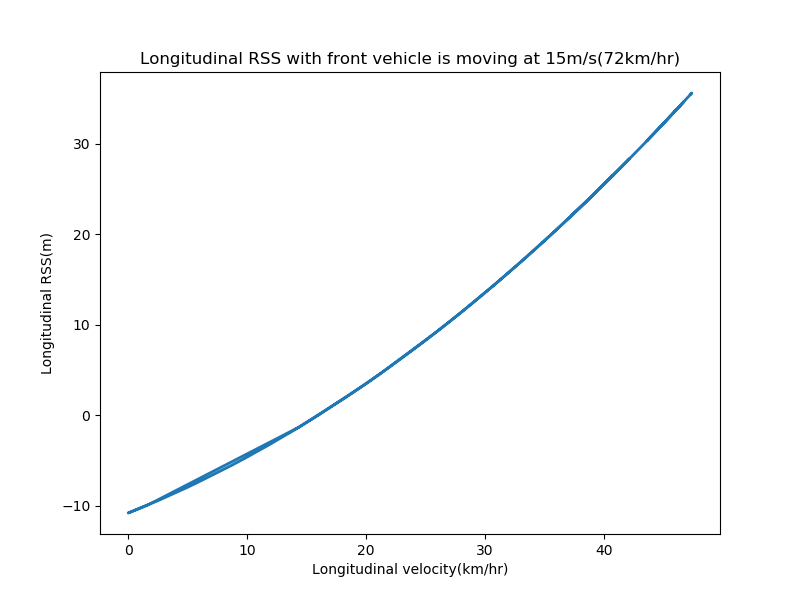 Longitudinal RSS with front vehicle is moving at 15m/s(72km/hr)
30
20
10
0
−10
Longitudinal RSS(m)
0 10 20 30 40
Longitudinal velocity(km/hr)